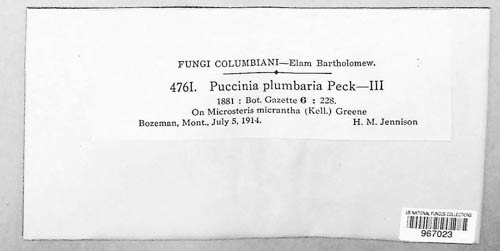 FUNGI COLUMBIANI—Elam Bartholomew.
4761. Puccinia plumbaria Peck—III
1881 : Bot. Gazette 6 : 228.
On Microsteris micrantha (Kell.) Greene
Bozeman, Mont., July 5, 1914. H. M. Jennison
US NATIONAL FUNGUS COLLECTIONS
967023